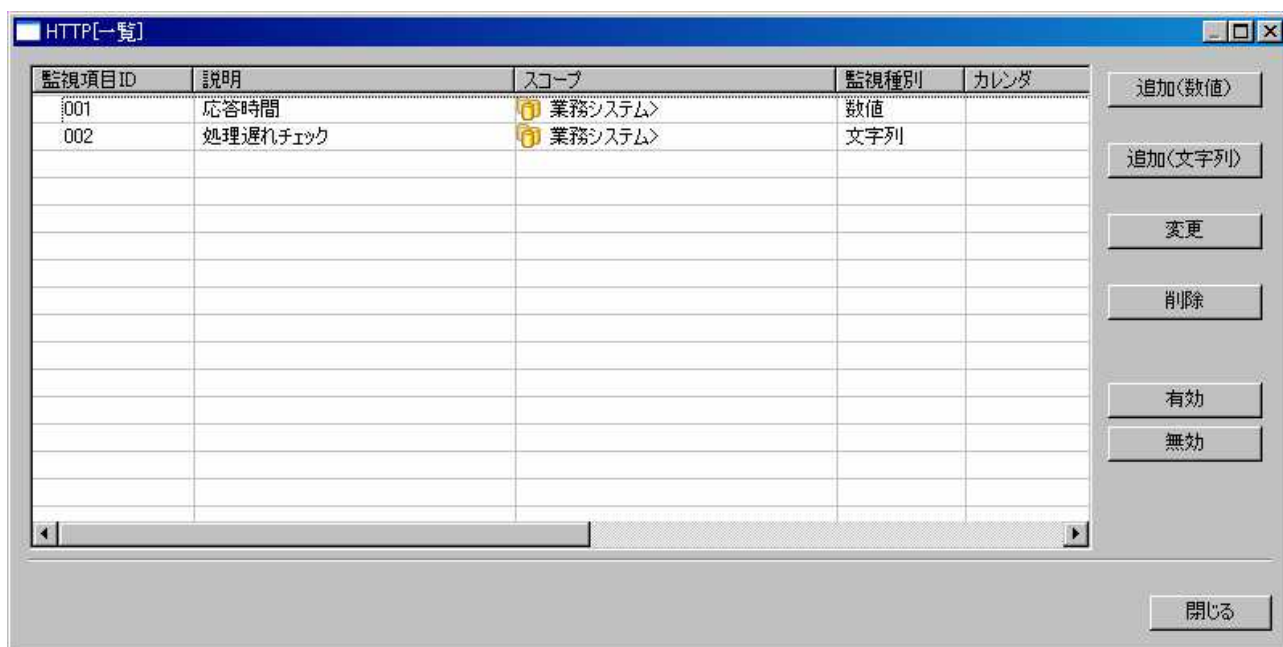 HTTP[一覧]
監視項目ID 説明 スコープ 監視種別 カレンダ
001 応答時間 業務システム> 数値
002 処理遅れチェック 業務システム> 文字列
追加(数値)
追加(文字列)
変更
削除
有効
無効
閉じる